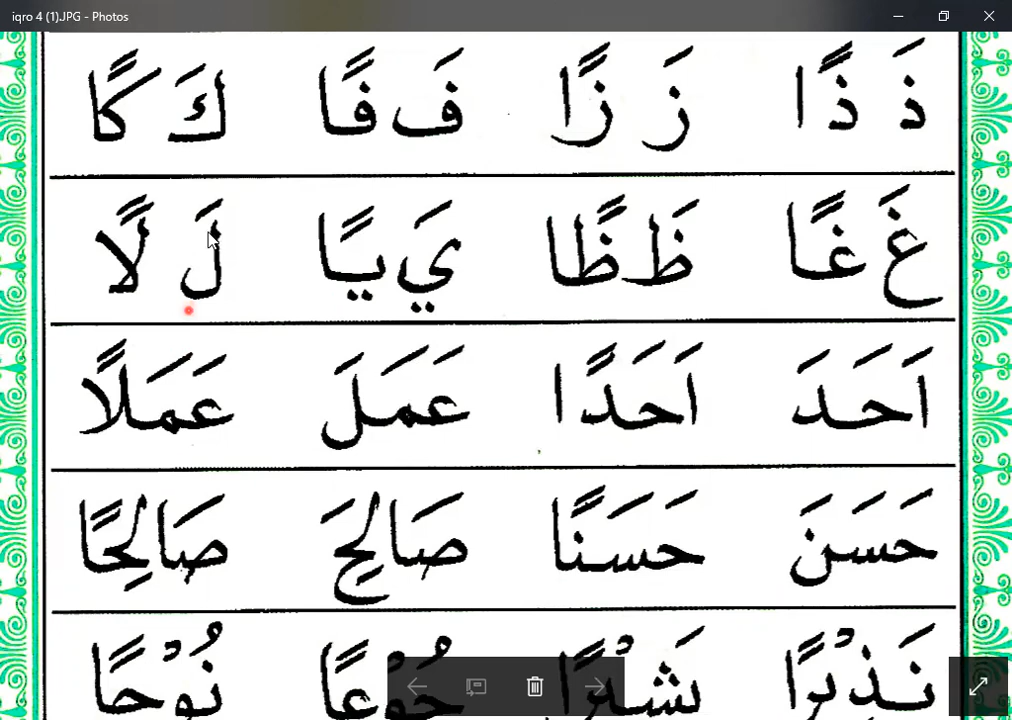 iqro 4 (1).JPG - Photos
ذَ ذًا زَ زًا فَ فًا كَ كًا
غَ غًا ظَ ظًا يَ يًا لَ لًا
اَحَدَ اَحَدًا عَمَلَ عَمَلًا
حَسَنَ حَسَنًا صَالِحَ صَالِحًا
نَذِيْرًا بَشِيْرًا جُوْعًا نُوْحًا